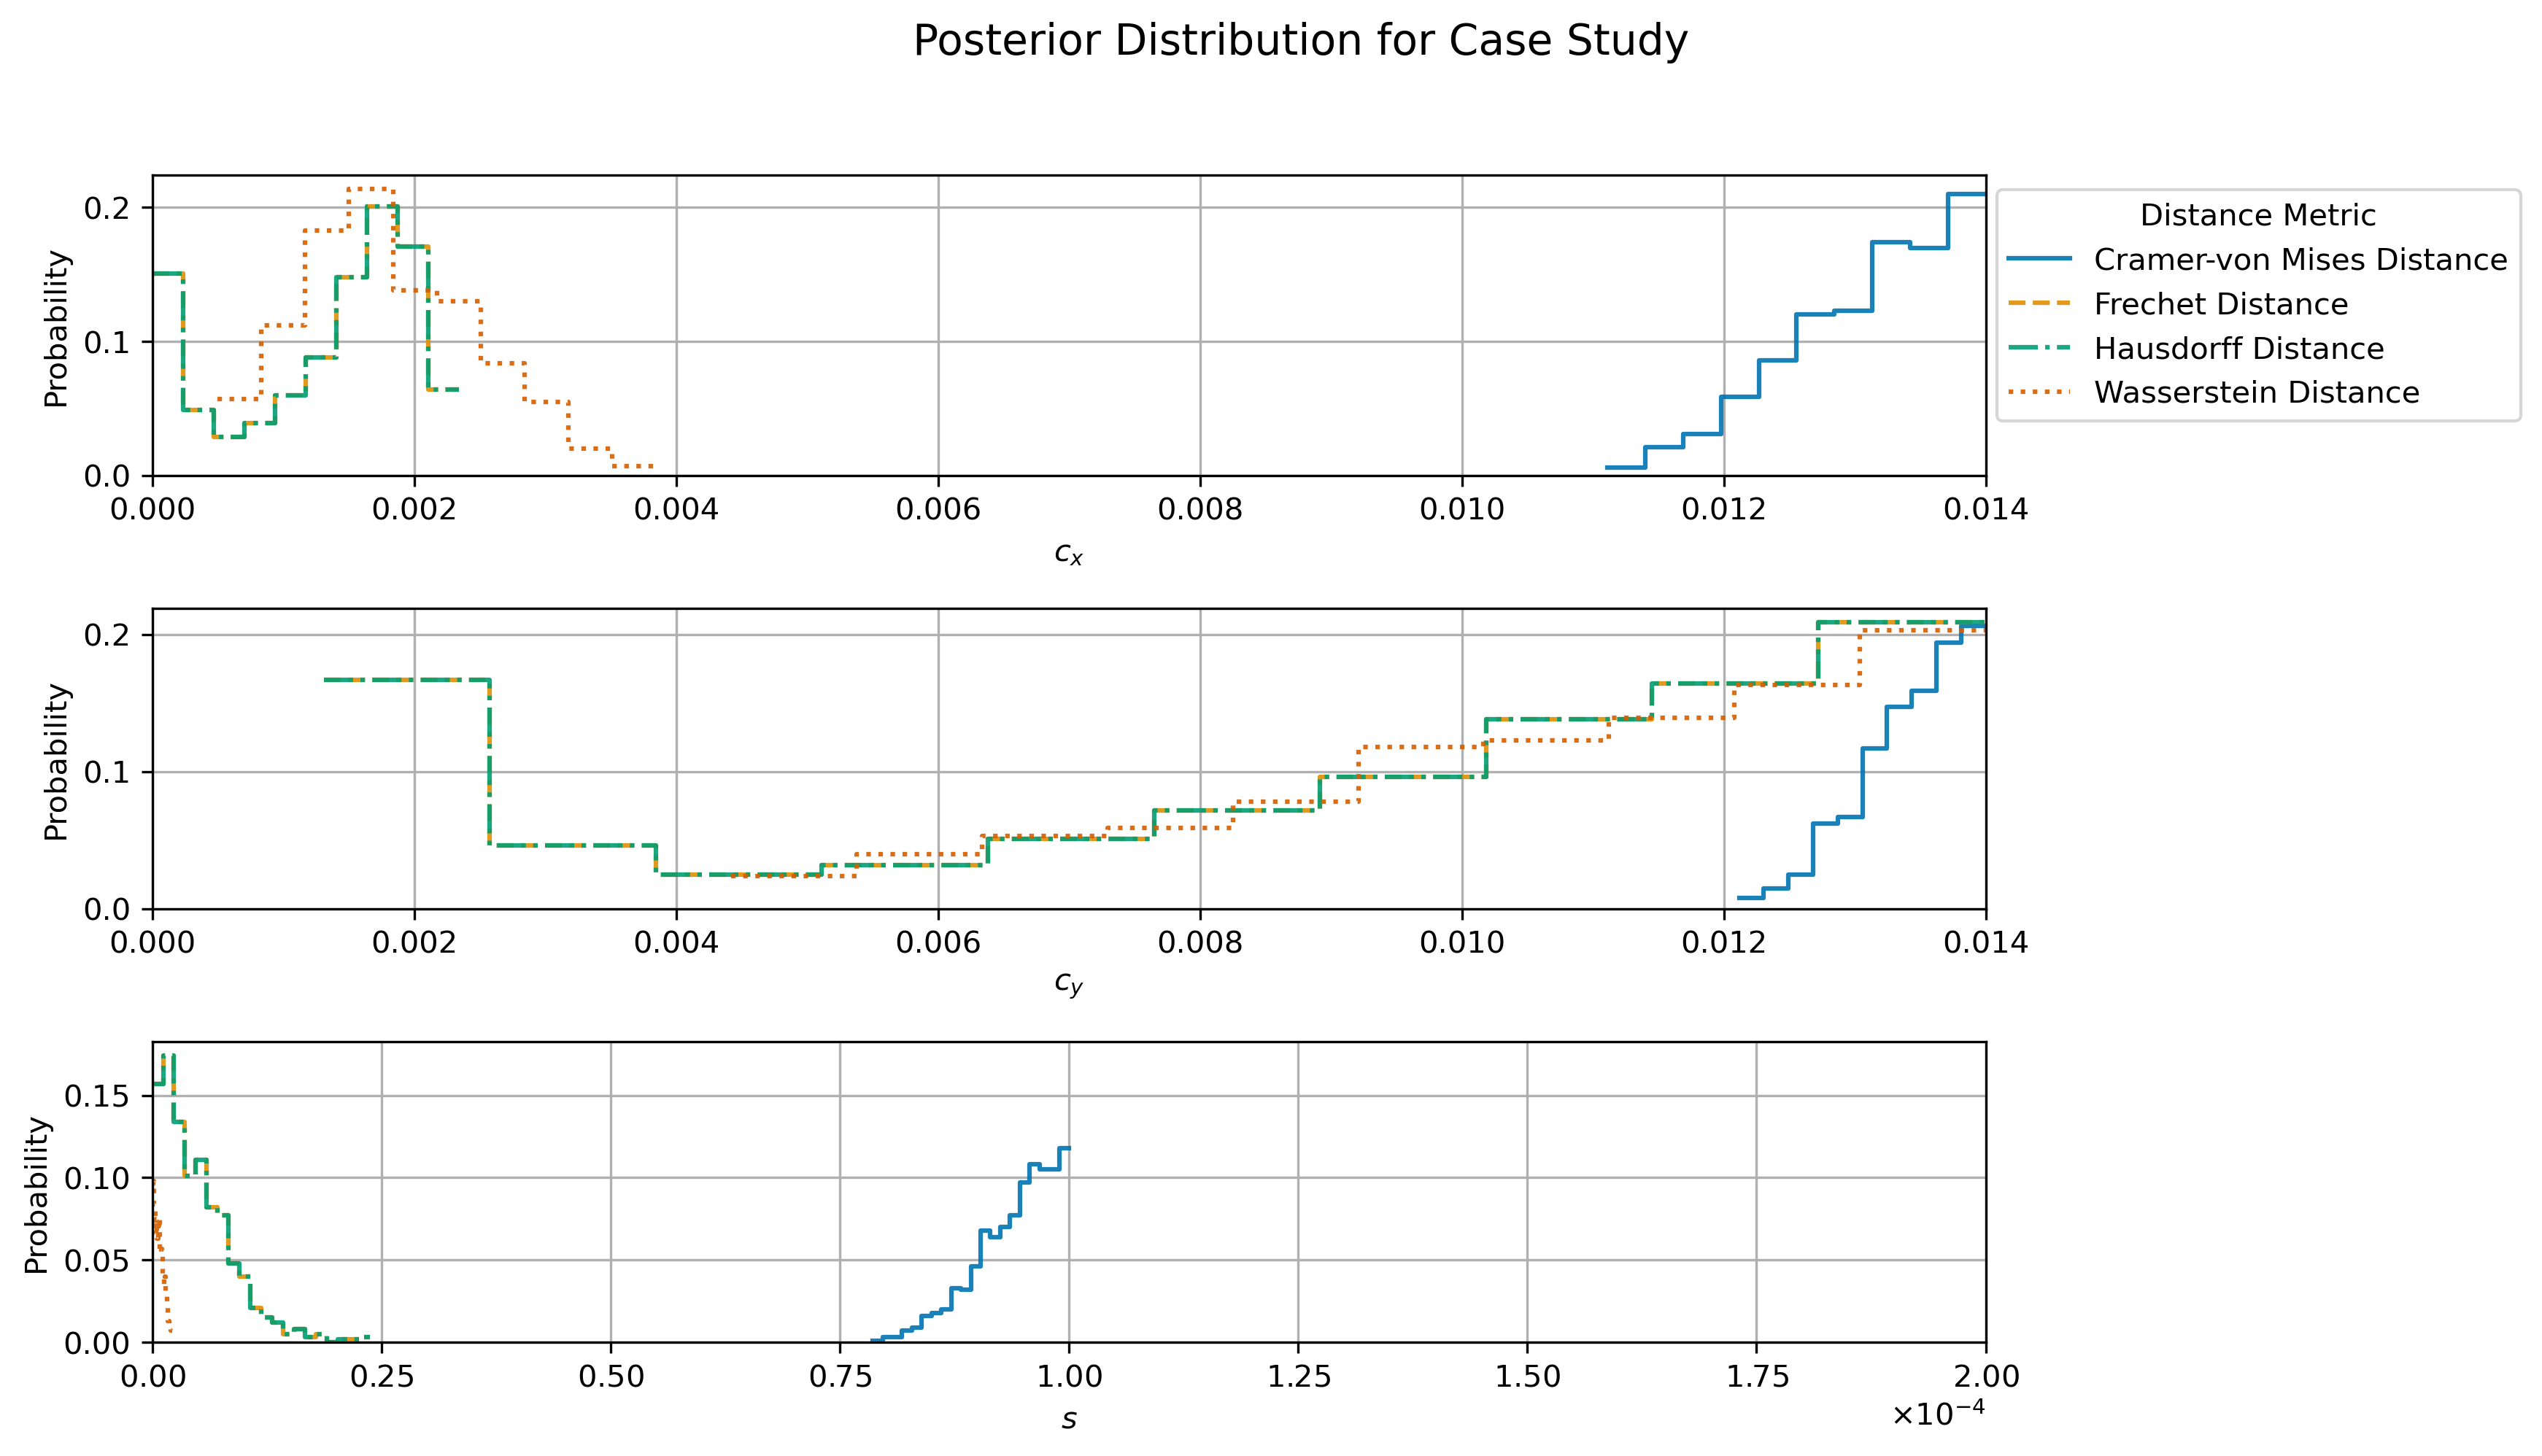 Posterior Distribution for Case Study
0.2
0.1
0.0
Probability
0.000 0.002 0.004 0.006 0.008 0.010 0.012 0.014
c_x
Distance Metric
Cramer-von Mises Distance
Frechet Distance
Hausdorff Distance
Wasserstein Distance
0.2
0.1
0.0
Probability
0.000 0.002 0.004 0.006 0.008 0.010 0.012 0.014
c_y
0.15
0.10
0.05
0.00
Probability
0.00 0.25 0.50 0.75 1.00 1.25 1.50 1.75 2.00
×10⁻⁴
s